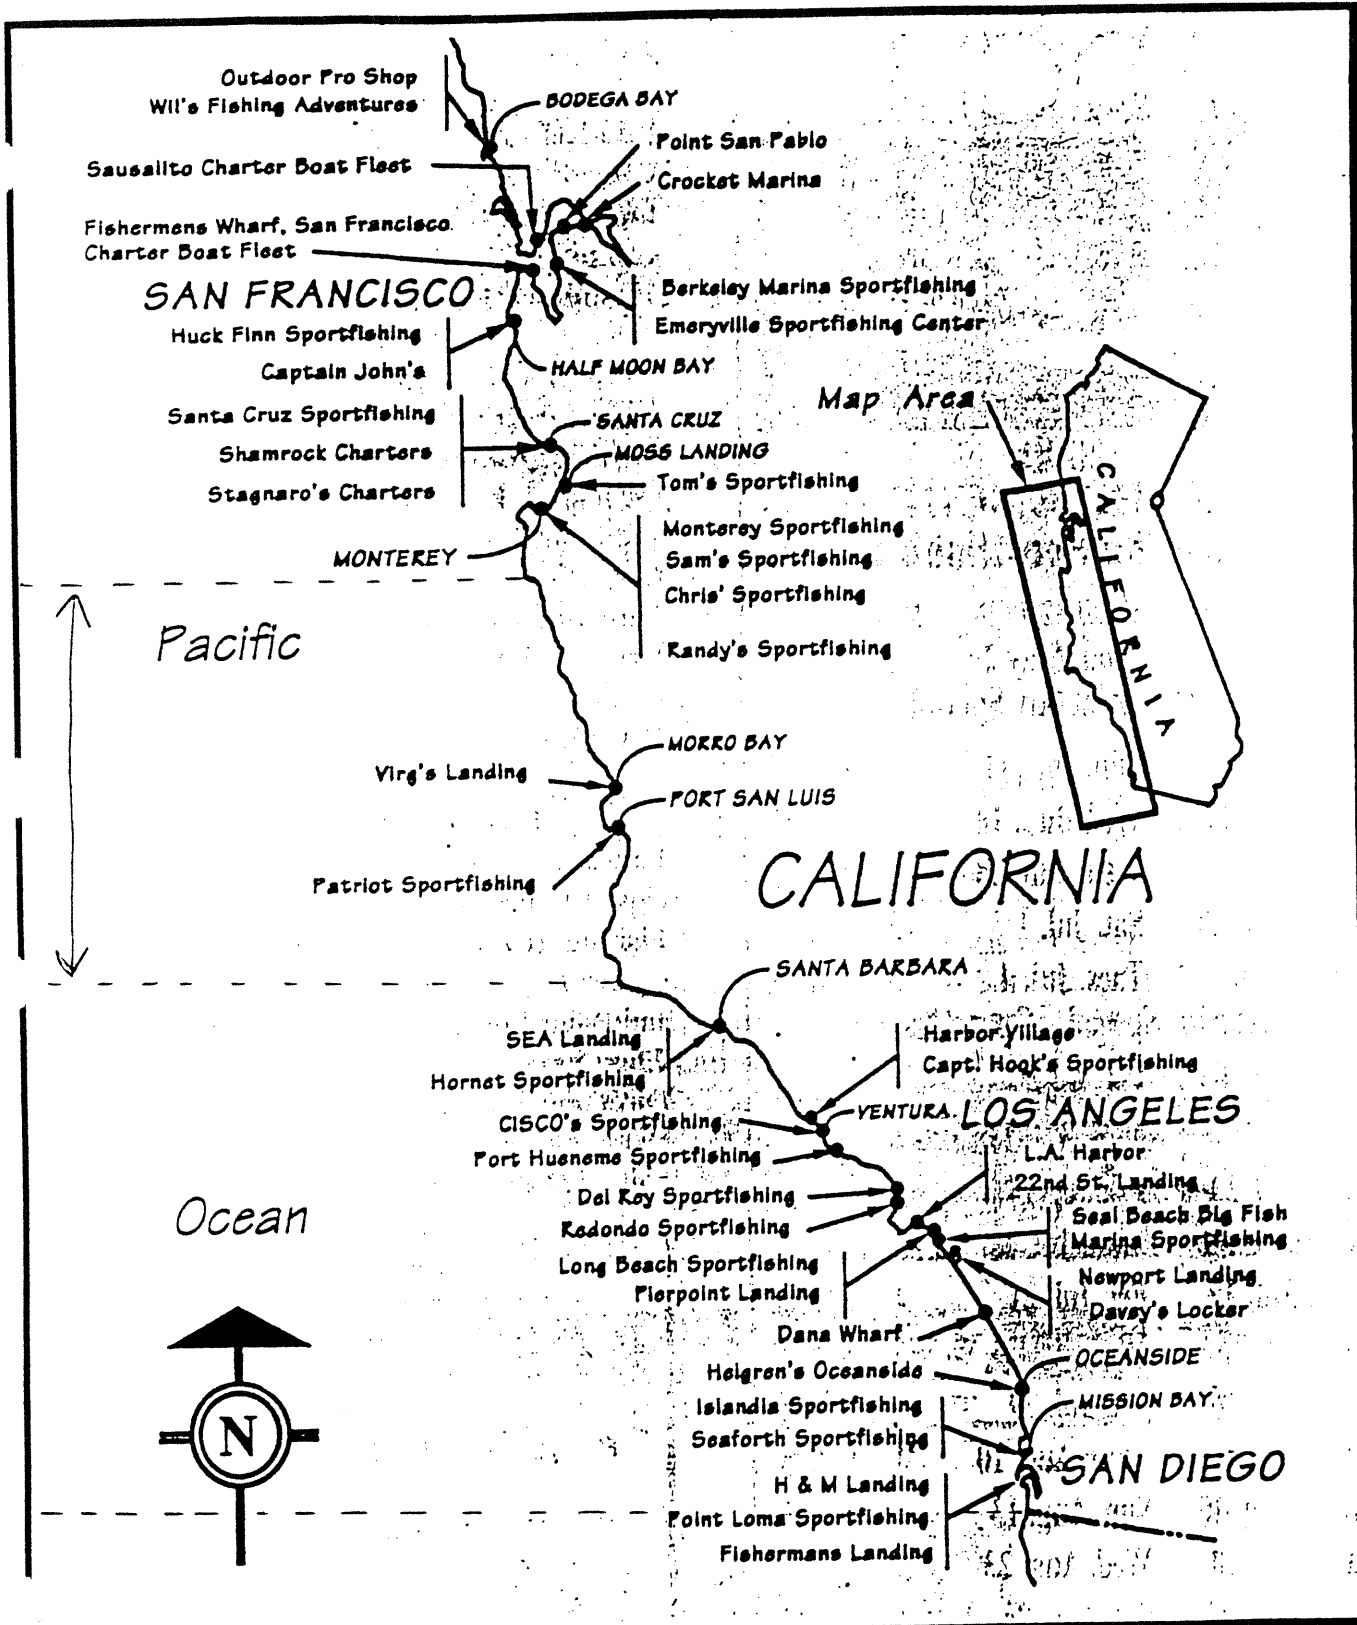 Outdoor Pro Shop
Wil's Fishing Adventures
BODEGA BAY
Point San Pablo
Sausalito Charter Boat Fleet
Crocket Marina
Fishermens Wharf, San Francisco
Charter Boat Fleet
SAN FRANCISCO
Berkeley Marina Sportfishing
Emeryville Sportfishing Center
Huck Finn Sportfishing
Captain John's
HALF MOON BAY
Map Area
Santa Cruz Sportfishing
Shamrock Charters
Stagnaro's Charters
SANTA CRUZ
MOSS LANDING
Tom's Sportfishing
CALIFORNIA
Monterey Sportfishing
Sam's Sportfishing
Chris' Sportfishing
Randy's Sportfishing
MONTEREY
Pacific
MORRO BAY
Virg's Landing
PORT SAN LUIS
Patriot Sportfishing
CALIFORNIA
SANTA BARBARA
SEA Landing
Hornet Sportfishing
Harbor Village
Capt. Hook's Sportfishing
CISCO's Sportfishing
VENTURA
LOS ANGELES
Port Hueneme Sportfishing
L.A. Harbor
22nd St. Landing
Del Rey Sportfishing
Redondo Sportfishing
Seal Beach Big Fish
Marina Sportfishing
Ocean
Long Beach Sportfishing
Pierpoint Landing
Newport Landing
Davey's Locker
Dana Wharf
OCEANSIDE
Helgren's Oceanside
MISSION BAY
Islandia Sportfishing
Seaforth Sportfishing
N
SAN DIEGO
H & M Landing
Point Loma Sportfishing
Fishermans Landing